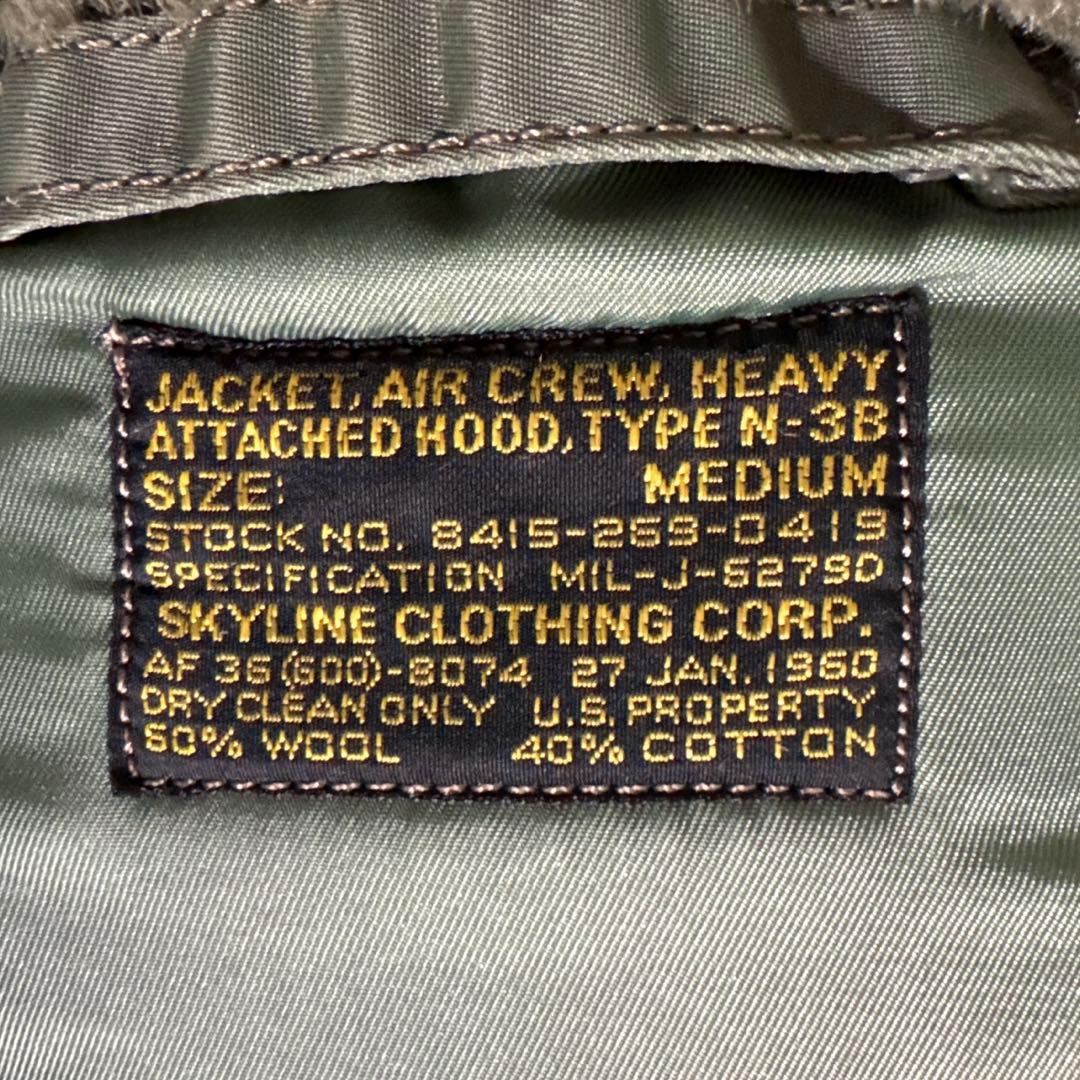 JACKET, AIR CREW, HEAVY
ATTACHED HOOD, TYPE N-3B
SIZE: MEDIUM
STOCK NO. 8415-269-0419
SPECIFICATION MIL-J-6279D
SKYLINE CLOTHING CORP.
AF 36 (600)-8074 27 JAN. 1960
DRY CLEAN ONLY U.S. PROPERTY
60% WOOL 40% COTTON